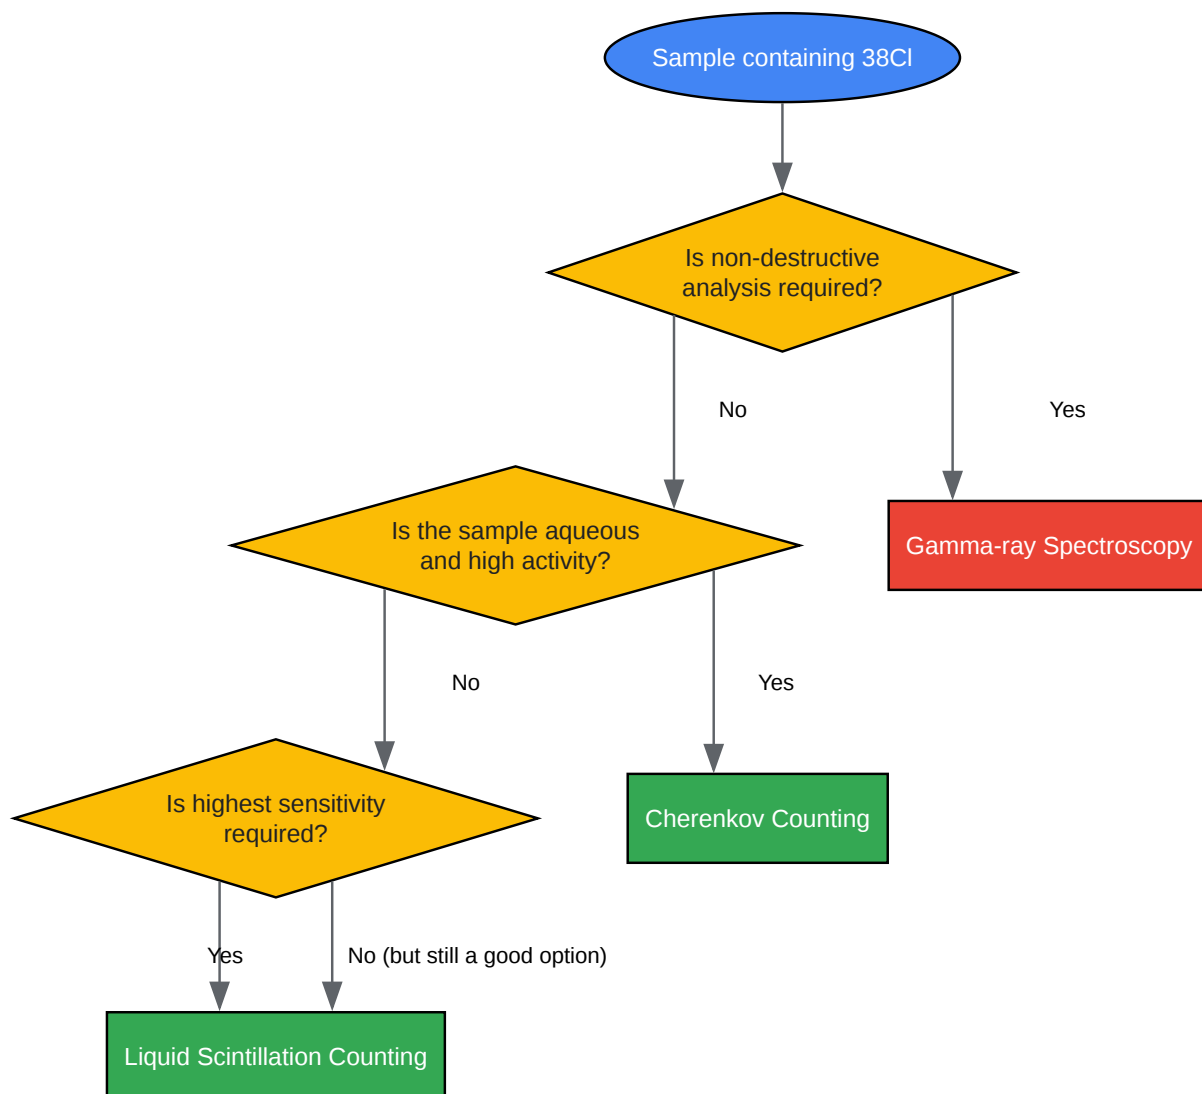 Sample containing 38Cl
Is non-destructive
analysis required?
No
Yes
Is the sample aqueous
and high activity?
Gamma-ray Spectroscopy
No
Yes
Is highest sensitivity
required?
Cherenkov Counting
Yes
No (but still a good option)
Liquid Scintillation Counting